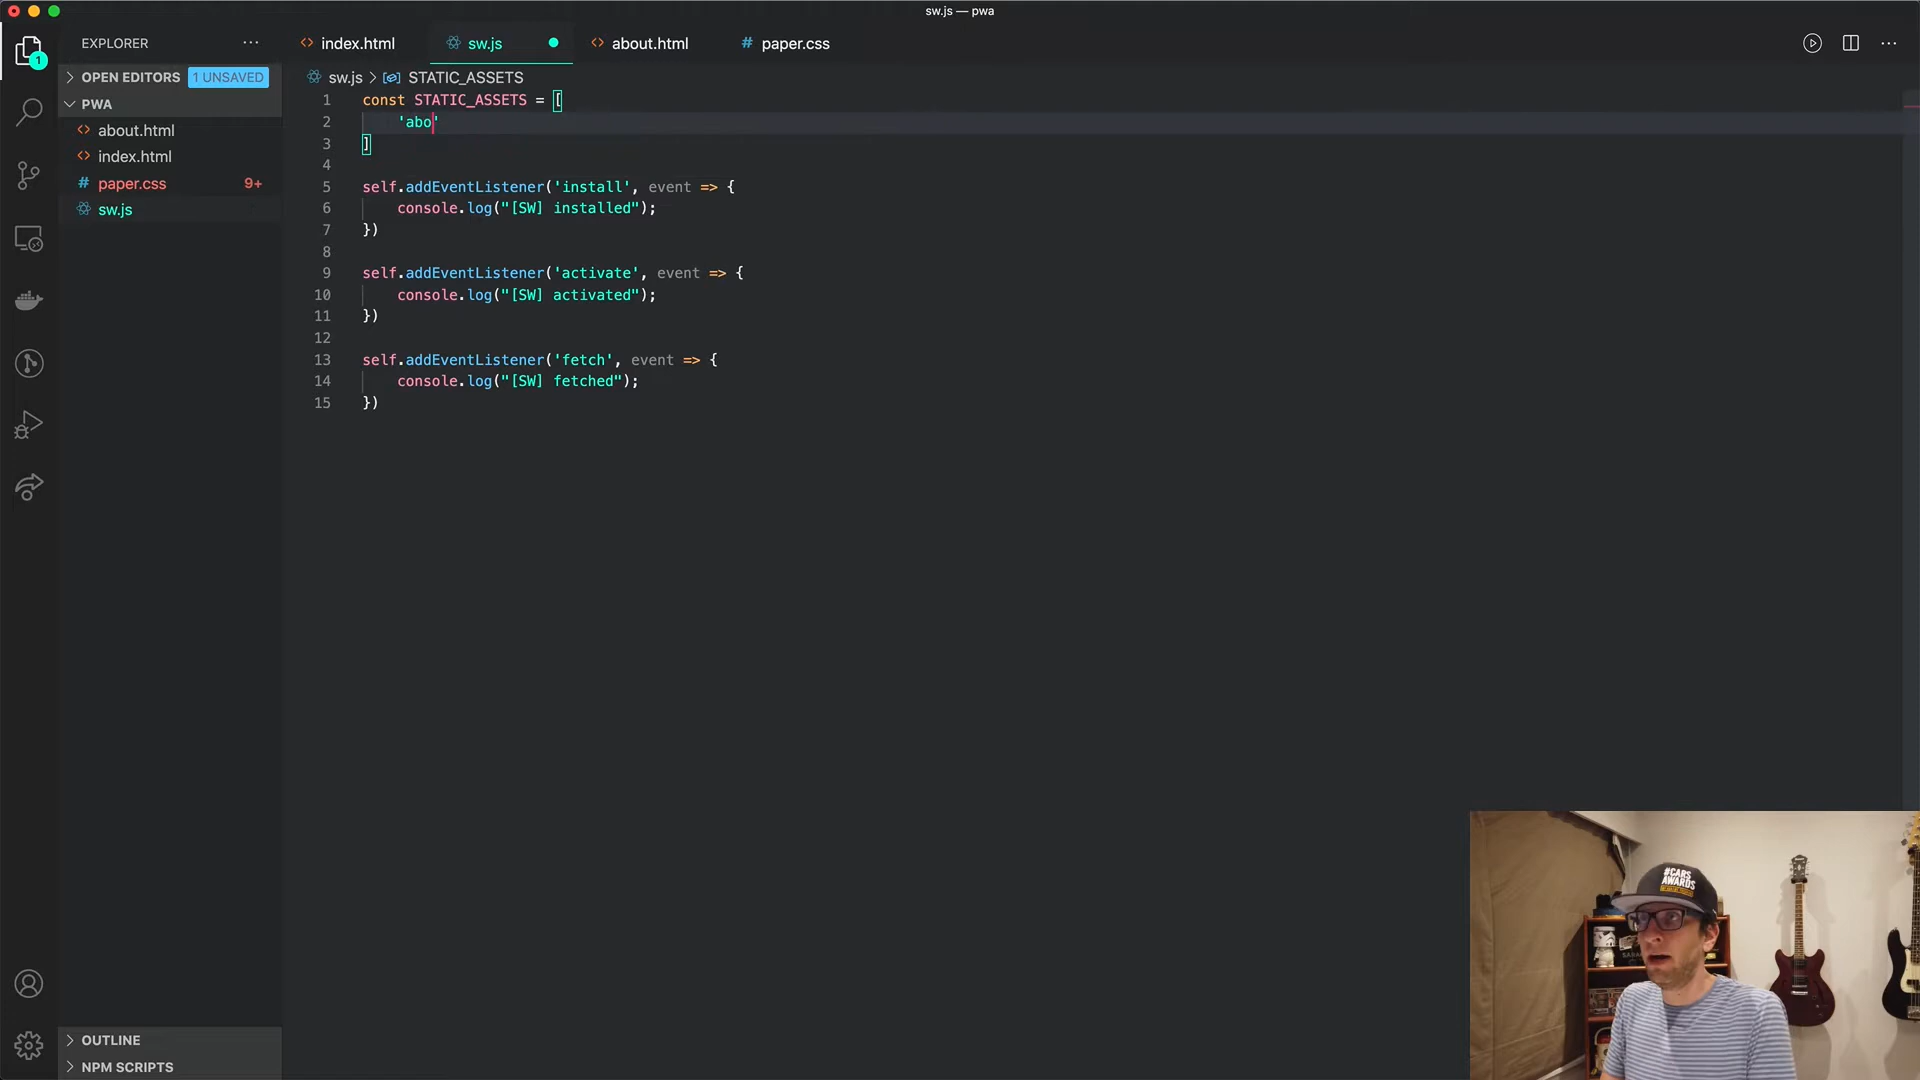 sw.js — pwa
EXPLORER
index.html
sw.js
about.html
# paper.css
OPEN EDITORS 1 UNSAVED
sw.js > STATIC_ASSETS
PWA
about.html
index.html
# paper.css 9+
sw.js
1
1 const STATIC_ASSETS = [
2 'abo'
3 ]
4
5 self.addEventListener('install', event => {
6 console.log("[SW] installed");
7 })
8
9 self.addEventListener('activate', event => {
10 console.log("[SW] activated");
11 })
12
13 self.addEventListener('fetch', event => {
14 console.log("[SW] fetched");
15 })
#CARS
AWARDS
OUTLINE
NPM SCRIPTS